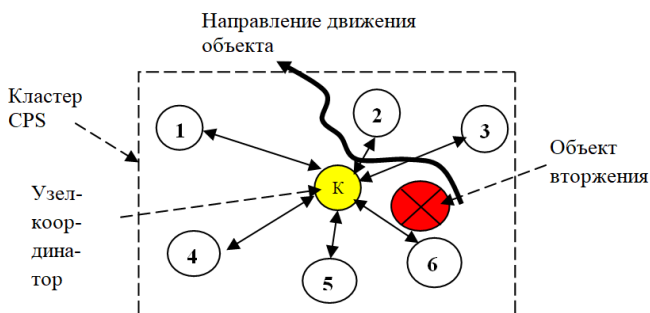 Направление движения
объекта
Кластер
CPS
1
2
3
Объект
вторжения
К
Узел-
коор-
дина-
тор
4
5
6